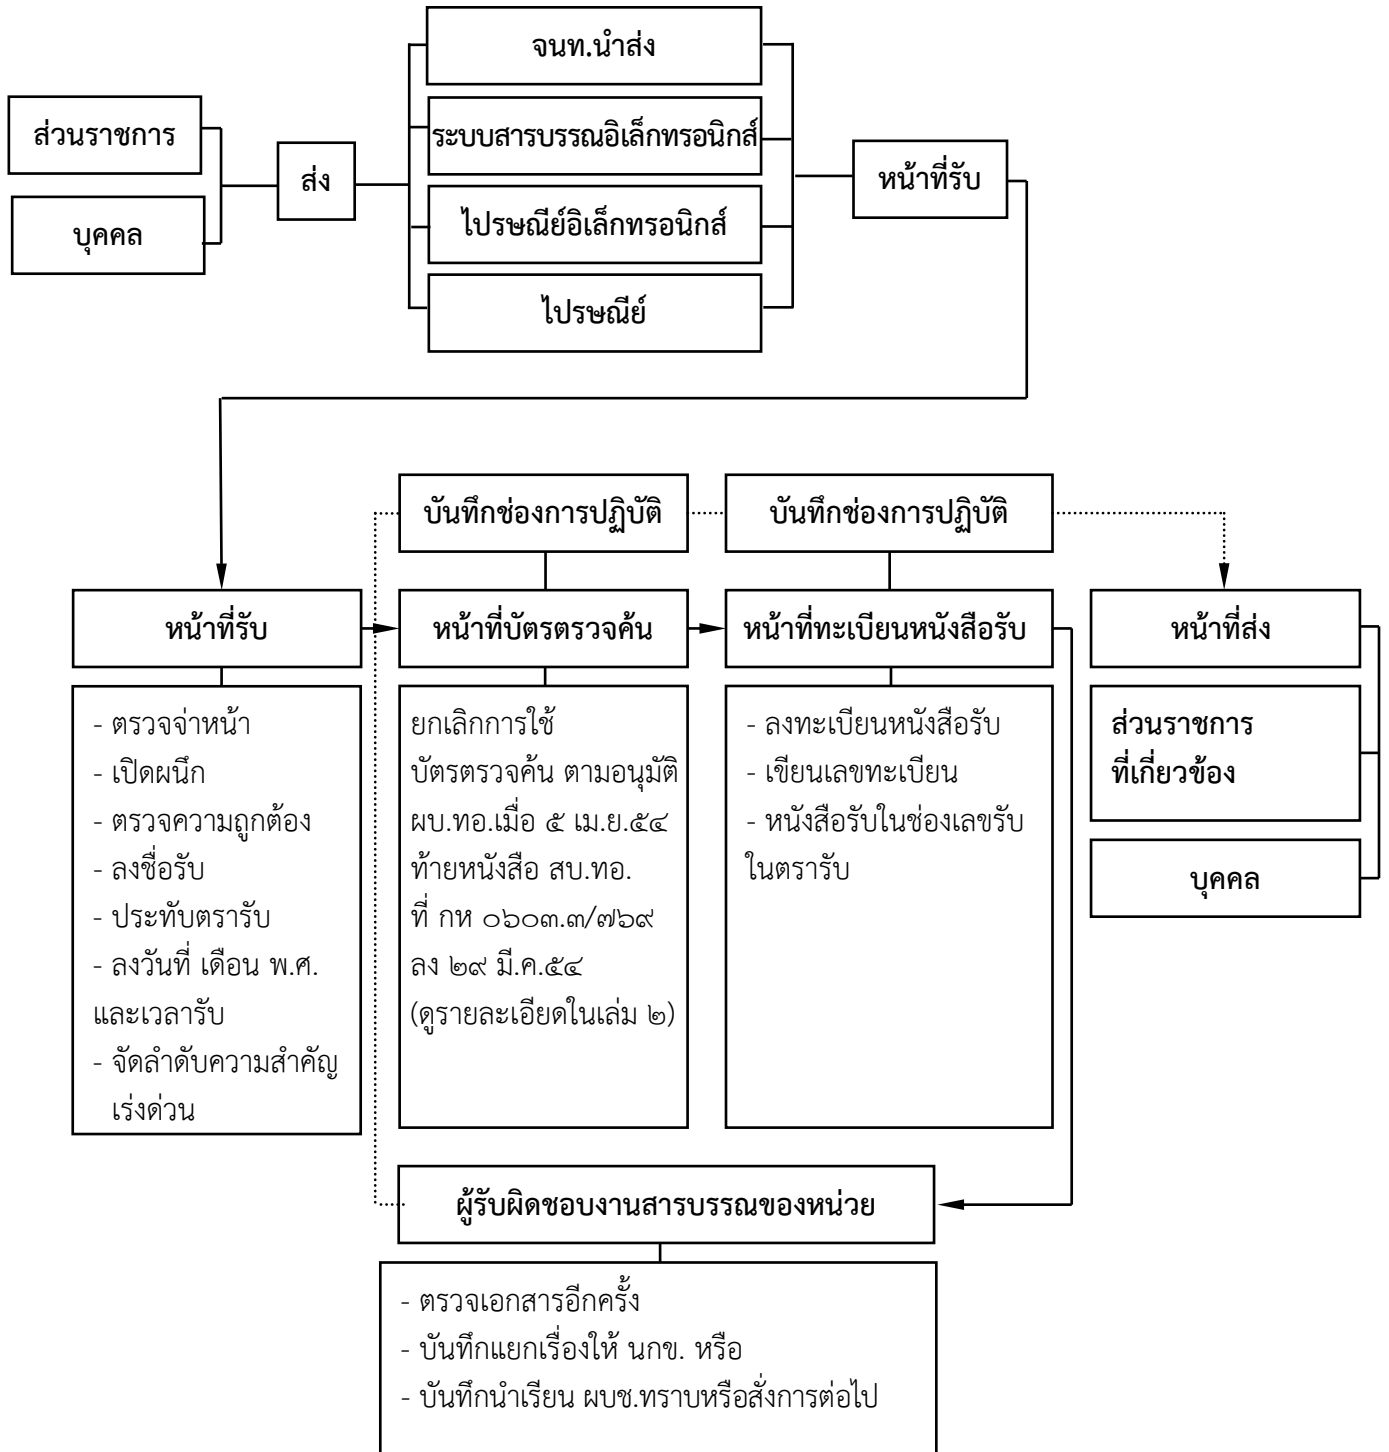 จนท.นำส่ง
ส่วนราชการ
ระบบสารบรรณอิเล็กทรอนิกส์
ส่ง
หน้าที่รับ
บุคคล
ไปรษณีย์อิเล็กทรอนิกส์
ไปรษณีย์
บันทึกช่องการปฏิบัติ
บันทึกช่องการปฏิบัติ
หน้าที่รับ
หน้าที่บัตรตรวจค้น
หน้าที่ทะเบียนหนังสือรับ
หน้าที่ส่ง
- ตรวจจ่าหน้า
- เปิดผนึก
- ตรวจความถูกต้อง
- ลงชื่อรับ
- ประทับตรารับ
- ลงวันที่ เดือน พ.ศ.
และเวลารับ
- จัดลำดับความสำคัญ
เร่งด่วน
ยกเลิกการใช้
บัตรตรวจค้น ตามอนุมัติ
ผบ.ทอ.เมื่อ ๕ เม.ย.๕๔
ท้ายหนังสือ สบ.ทอ.
ที่ กห ๐๖๐๓.๓/๗๖๙
ลง ๒๙ มี.ค.๕๔
(ดูรายละเอียดในเล่ม ๒)
- ลงทะเบียนหนังสือรับ
- เขียนเลขทะเบียน
- หนังสือรับในช่องเลขรับ
ในตรารับ
ส่วนราชการ
ที่เกี่ยวข้อง
บุคคล
ผู้รับผิดชอบงานสารบรรณของหน่วย
- ตรวจเอกสารอีกครั้ง
- บันทึกแยกเรื่องให้ นกข. หรือ
- บันทึกนำเรียน ผบช.ทราบหรือสั่งการต่อไป